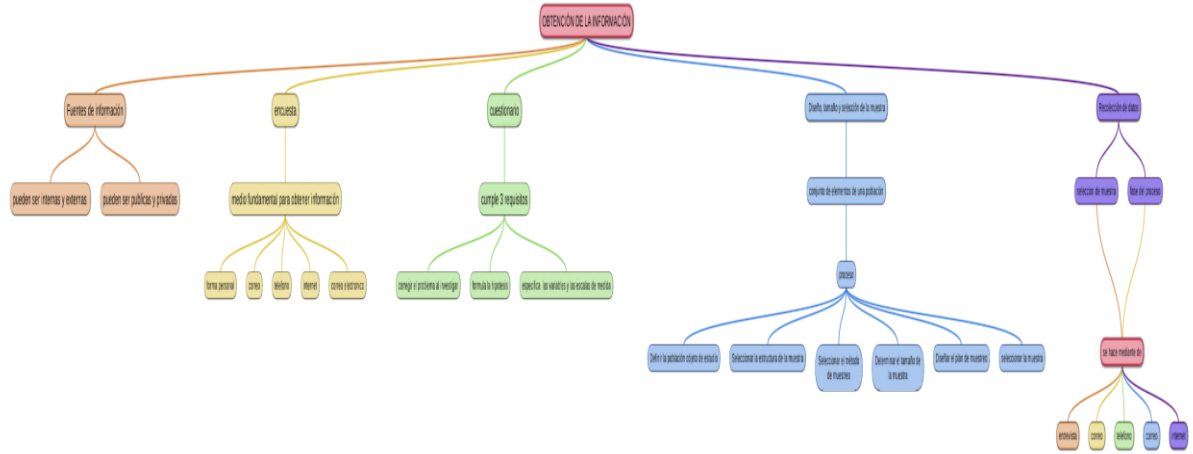 OBTENCIÓN DE LA INFORMACIÓN
Fuentes de información
encuesta
cuestionario
Diseño, tamaño y selección de la muestra
Recolección de datos
pueden ser internas y externas
pueden ser publicas y privadas
medio fundamental para obtener información
cumple 3 requisitos
conjunto de elementos de una población
seleccion de muestra
fase del proceso
forma personal
correo
telefono
internet
correo electronico
corregir el problema al investigar
formula la hipotesis
especifica las variables y las escalas de medida
proceso
Definir la población objeto de estudio
Seleccionar la estructura de la muestra
Seleccionar el método
de muestreo
Determinar el tamaño de
la muestra
Diseñar el plan de muestreo
seleccionar la muestra
se hace mediante de
entrevista
correo
telefono
correo
internet